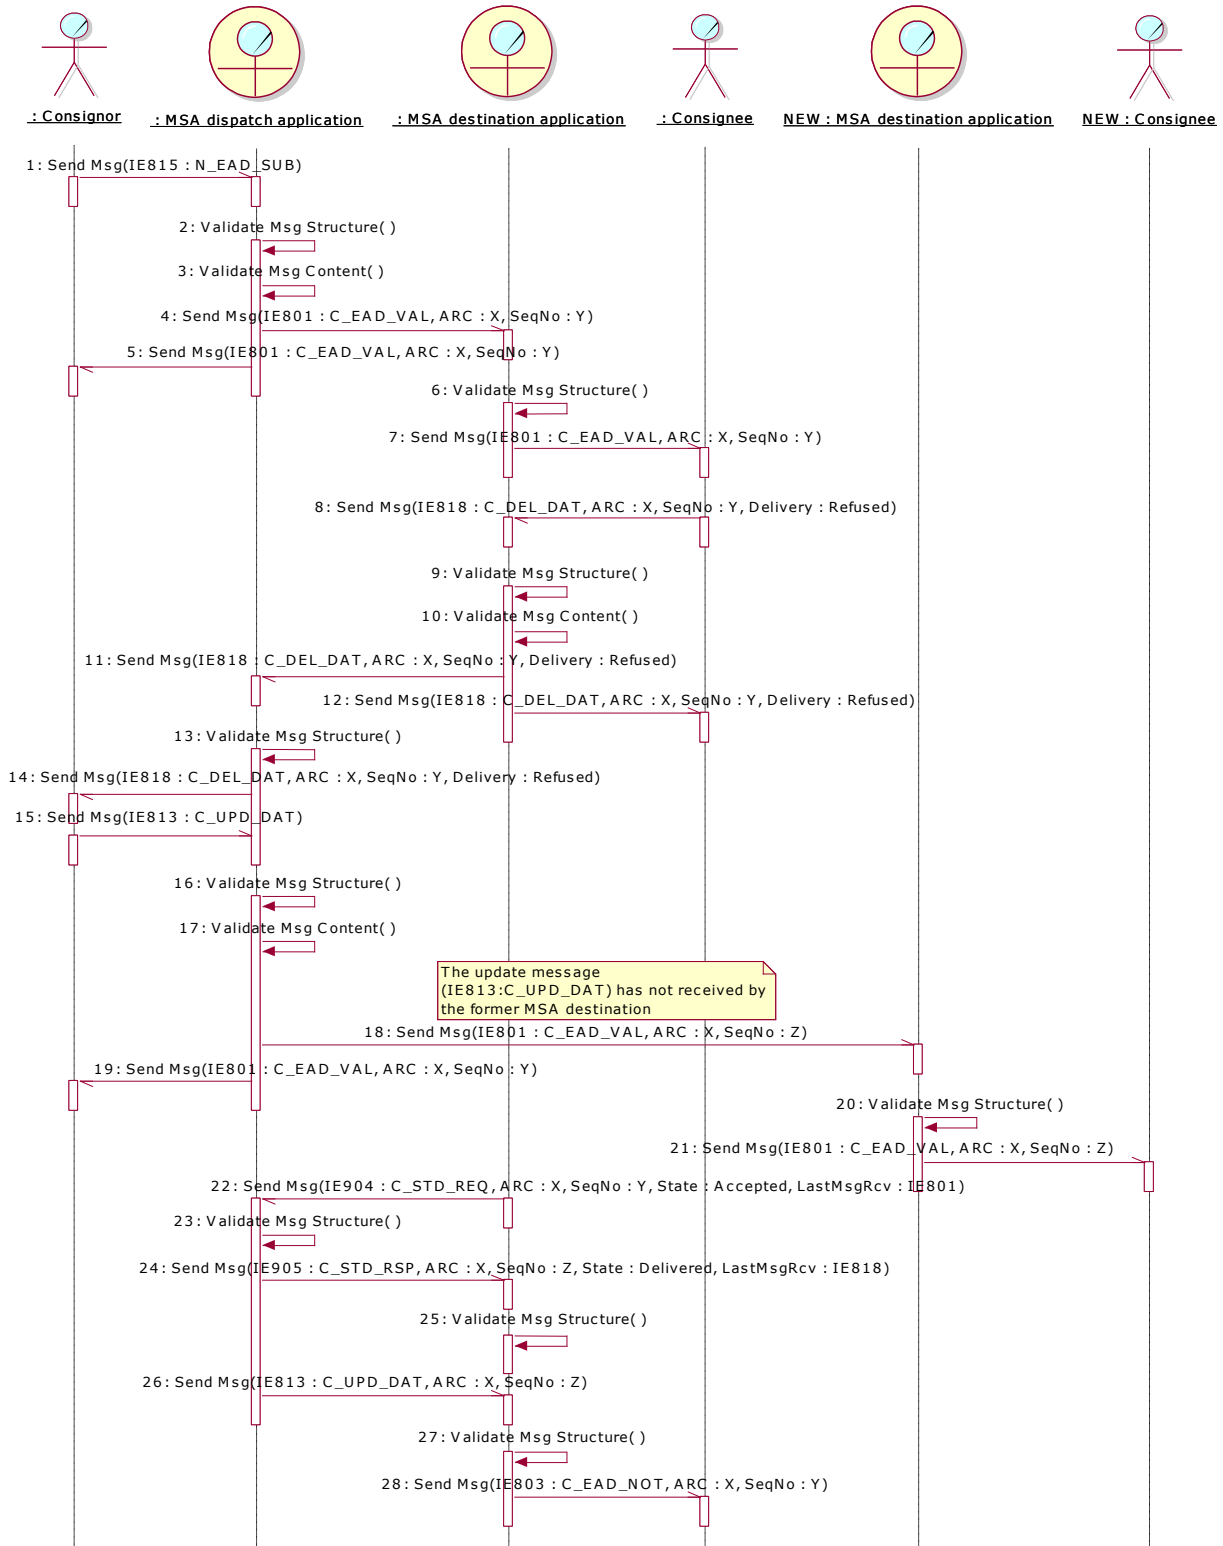 : Consignor
: MSA dispatch application
: MSA destination application
: Consignee
NEW : MSA destination application
NEW : Consignee
1: Send Msg(IE815 : N_EAD_SUB)
2: Validate Msg Structure( )
3: Validate Msg Content( )
4: Send Msg(IE801 : C_EAD_VAL, ARC : X, SeqNo : Y)
5: Send Msg(IE801 : C_EAD_VAL, ARC : X, SeqNo : Y)
6: Validate Msg Structure( )
7: Send Msg(IE801 : C_EAD_VAL, ARC : X, SeqNo : Y)
8: Send Msg(IE818 : C_DEL_DAT, ARC : X, SeqNo : Y, Delivery : Refused)
9: Validate Msg Structure( )
10: Validate Msg Content( )
11: Send Msg(IE818 : C_DEL_DAT, ARC : X, SeqNo : Y, Delivery : Refused)
12: Send Msg(IE818 : C_DEL_DAT, ARC : X, SeqNo : Y, Delivery : Refused)
13: Validate Msg Structure( )
14: Send Msg(IE818 : C_DEL_DAT, ARC : X, SeqNo : Y, Delivery : Refused)
15: Send Msg(IE813 : C_UPD_DAT)
16: Validate Msg Structure( )
17: Validate Msg Content( )
The update message
(IE813:C_UPD_DAT) has not received by
the former MSA destination
18: Send Msg(IE801 : C_EAD_VAL, ARC : X, SeqNo : Z)
19: Send Msg(IE801 : C_EAD_VAL, ARC : X, SeqNo : Y)
20: Validate Msg Structure( )
21: Send Msg(IE801 : C_EAD_VAL, ARC : X, SeqNo : Z)
22: Send Msg(IE904 : C_STD_REQ, ARC : X, SeqNo : Y, State : Accepted, LastMsgRcv : IE801)
23: Validate Msg Structure( )
24: Send Msg(IE905 : C_STD_RSP, ARC : X, SeqNo : Z, State : Delivered, LastMsgRcv : IE818)
25: Validate Msg Structure( )
26: Send Msg(IE813 : C_UPD_DAT, ARC : X, SeqNo : Z)
27: Validate Msg Structure( )
28: Send Msg(IE803 : C_EAD_NOT, ARC : X, SeqNo : Y)